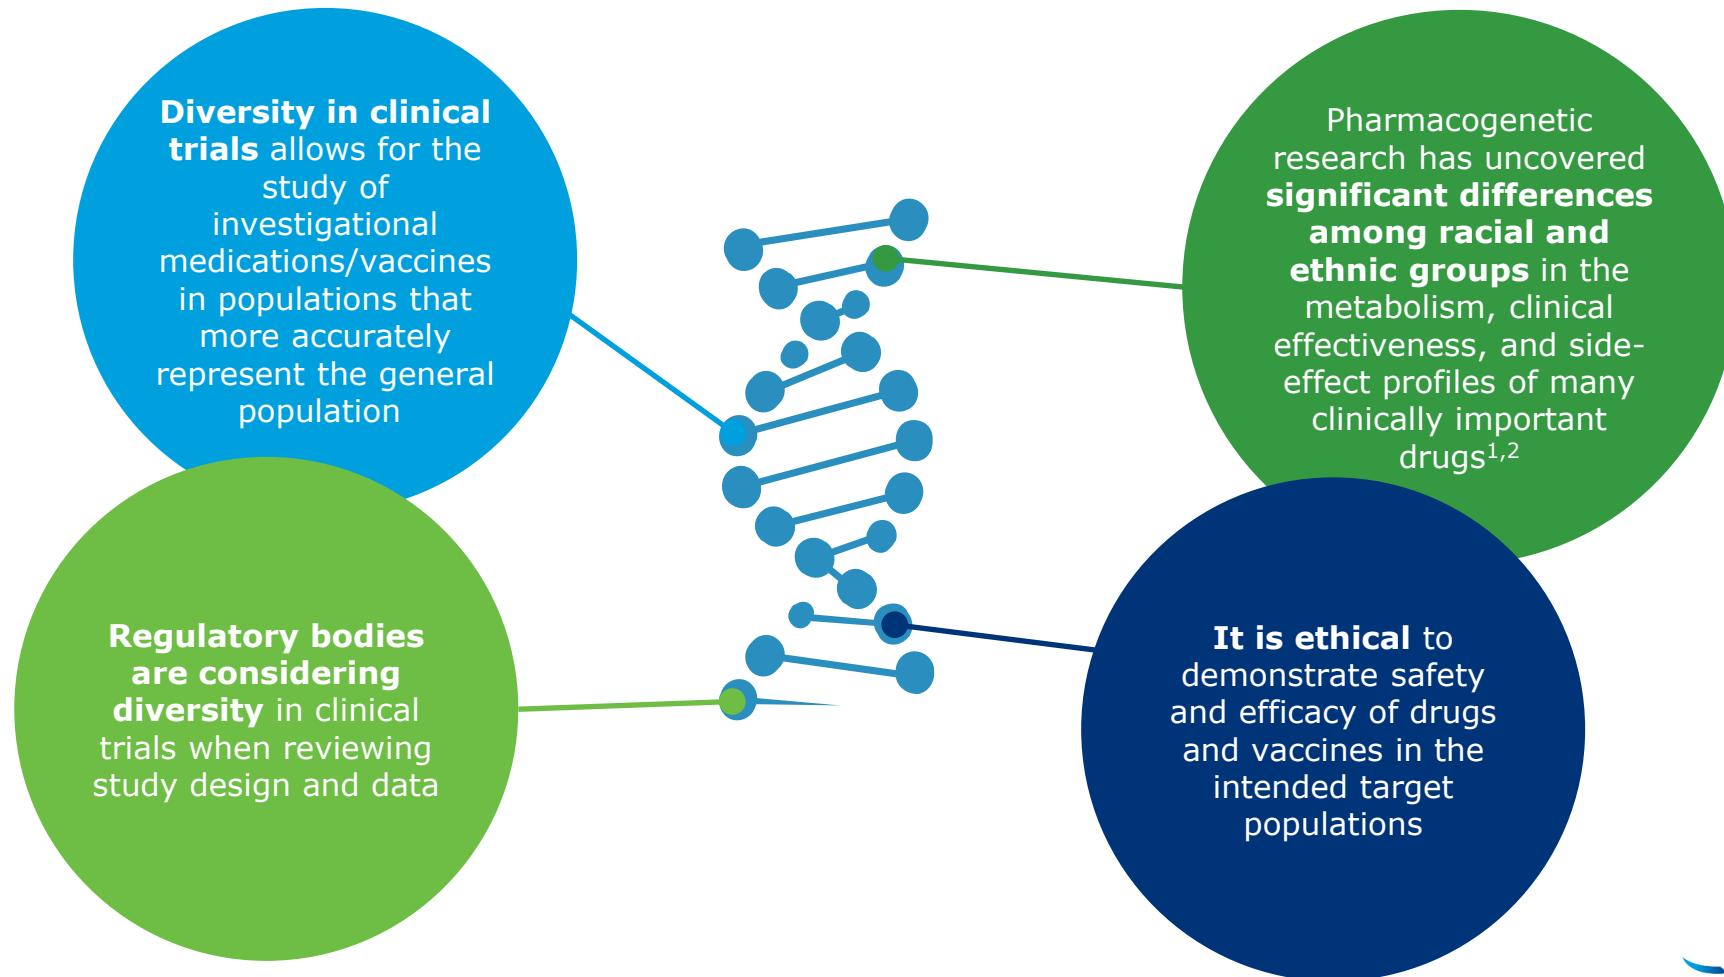 Diversity in clinical
trials allows for the
study of
investigational
medications/vaccines
in populations that
more accurately
represent the general
population
Pharmacogenetic
research has uncovered
significant differences
among racial and
ethnic groups in the
metabolism, clinical
effectiveness, and side-
effect profiles of many
clinically important
drugs1,2
Regulatory bodies
are considering
diversity in clinical
trials when reviewing
study design and data
It is ethical to
demonstrate safety
and efficacy of drugs
and vaccines in the
intended target
populations